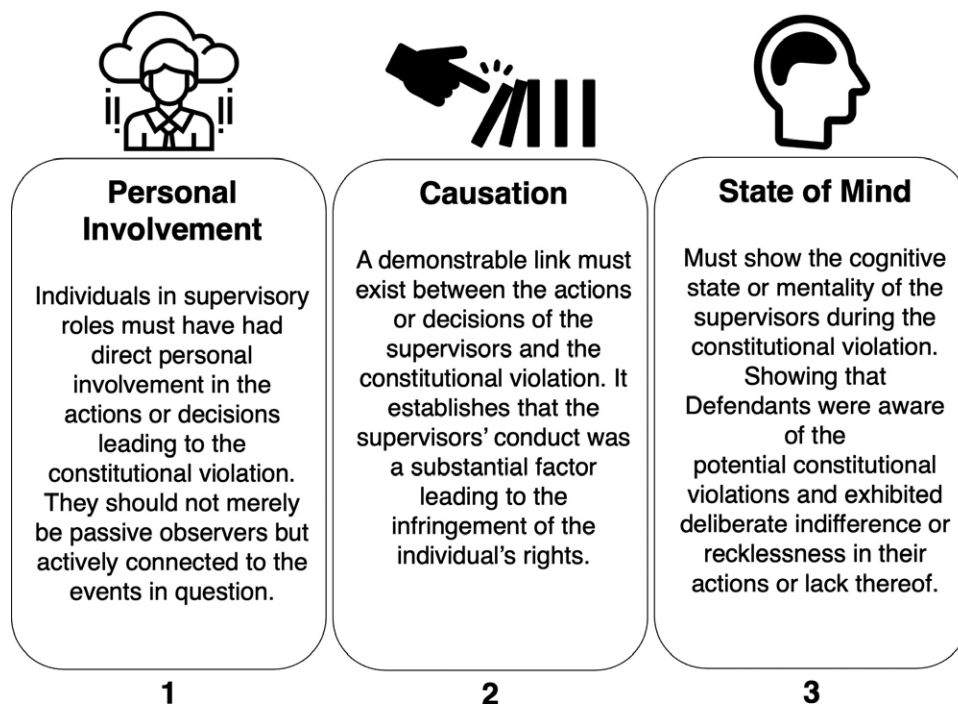 Personal
Involvement
Individuals in supervisory
roles must have had
direct personal
involvement in the
actions or decisions
leading to the
constitutional violation.
They should not merely
be passive observers but
actively connected to the
events in question.
1
Causation
A demonstrable link must
exist between the actions
or decisions of the
supervisors and the
constitutional violation. It
establishes that the
supervisors’ conduct was
a substantial factor
leading to the
infringement of the
individual’s rights.
2
State of Mind
Must show the cognitive
state or mentality of the
supervisors during the
constitutional violation.
Showing that
Defendants were aware
of the
potential constitutional
violations and exhibited
deliberate indifference or
recklessness in their
actions or lack thereof.
3